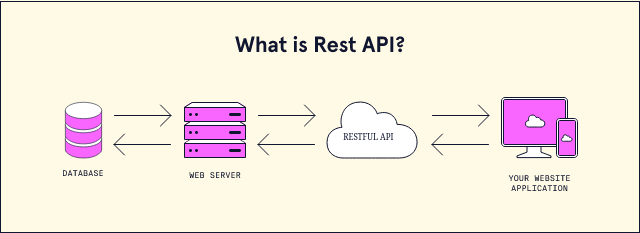 What is Rest API?
RESTFUL API
DATABASE
WEB SERVER
YOUR WEBSITE
APPLICATION